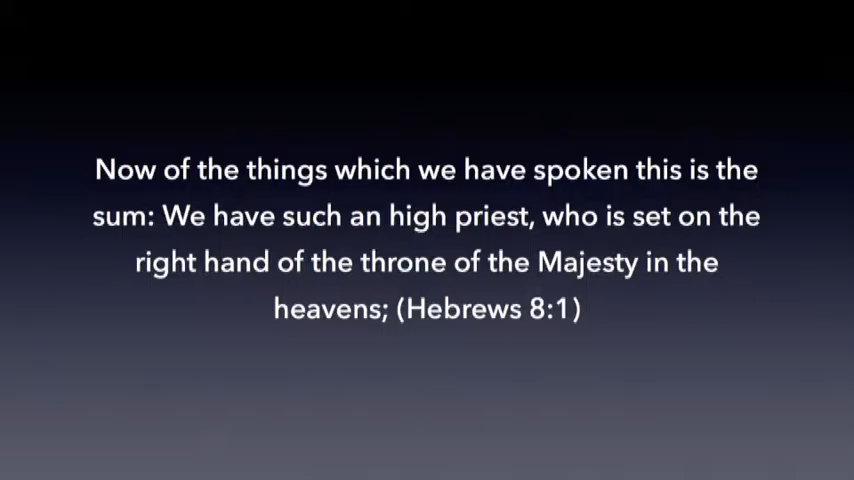 Now of the things which we have spoken this is the
sum: We have such an high priest, who is set on the
right hand of the throne of the Majesty in the
heavens; (Hebrews 8:1)